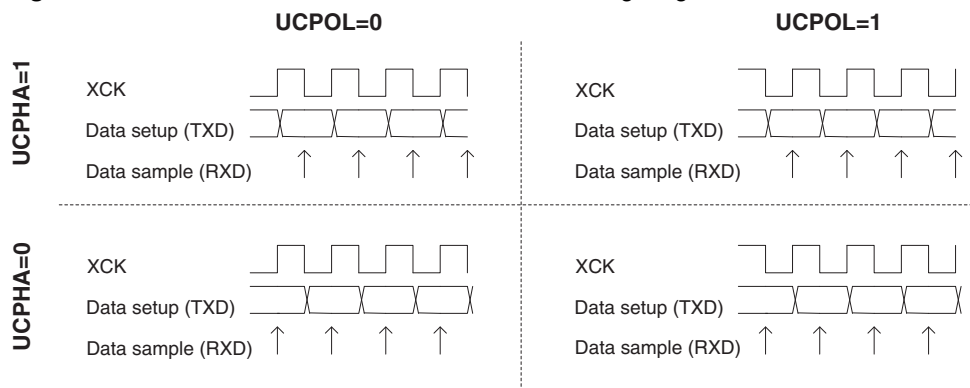 UCPOL=0 UCPOL=1
UCPHA=1
XCK
Data setup (TXD)
Data sample (RXD)
XCK
Data setup (TXD)
Data sample (RXD)
UCPHA=0
XCK
Data setup (TXD)
Data sample (RXD)
XCK
Data setup (TXD)
Data sample (RXD)